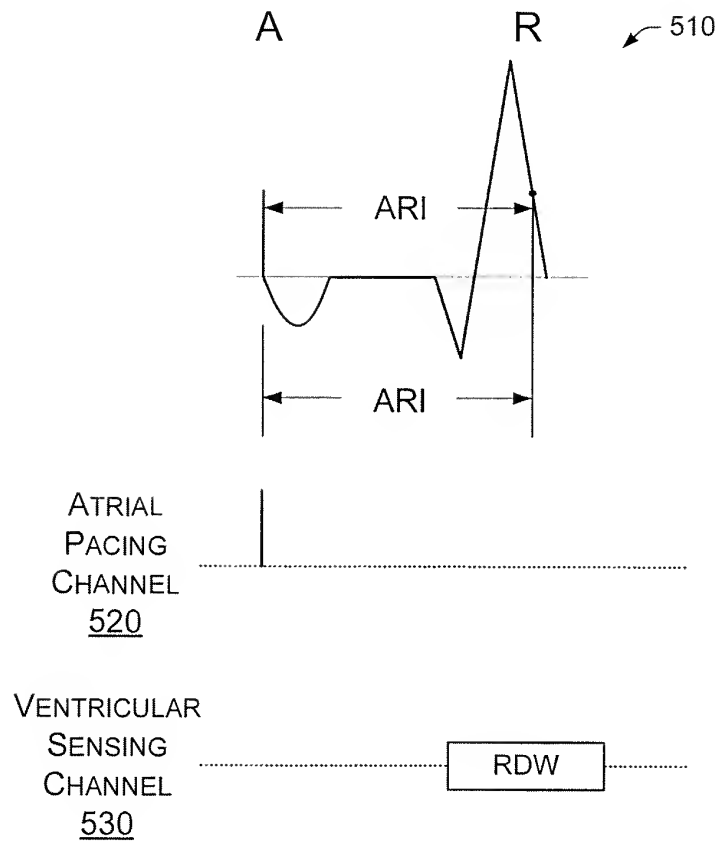 A R 510
ARI
ARI
ATRIAL
PACING
CHANNEL
520
VENTRICULAR
SENSING
CHANNEL
530
RDW